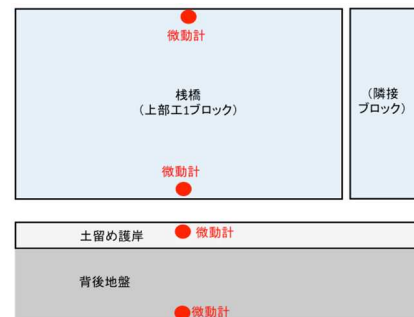 微動計
桟橋
(上部工1ブロック)
(隣接
ブロック)
微動計
土留め護岸
微動計
背後地盤
微動計